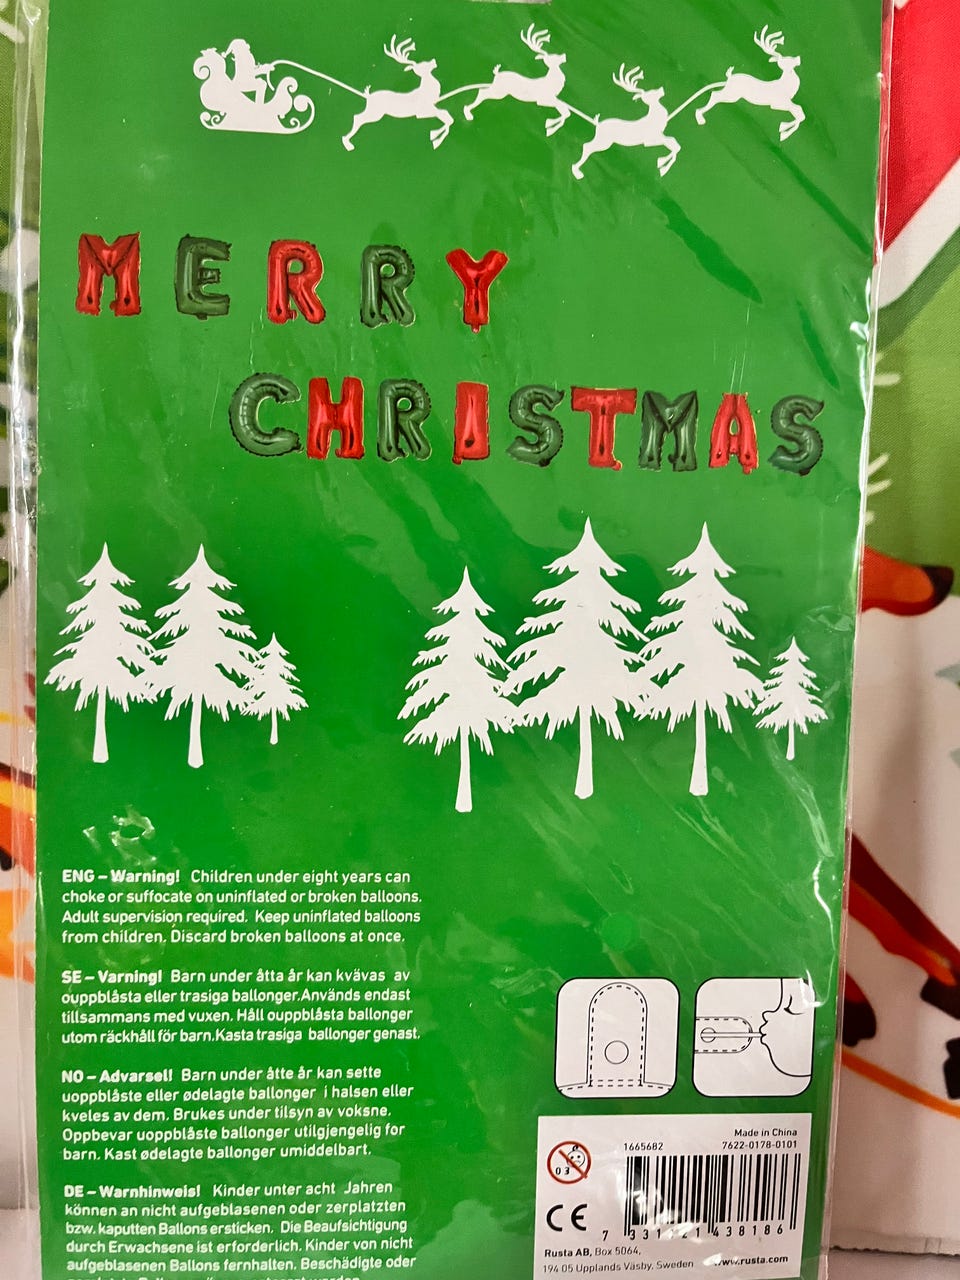 MERRY
CHRISTMAS
ENG – Warning! Children under eight years can
choke or suffocate on uninflated or broken balloons.
Adult supervision required. Keep uninflated balloons
from children. Discard broken balloons at once.
SE – Varning! Barn under åtta år kan kvävas av
ouppblåsta eller trasiga ballonger.Används endast
tillsammans med vuxen. Håll ouppblåsta ballonger
utom räckhåll för barn.Kasta trasiga ballonger genast.
NO – Advarsel! Barn under åtte år kan sette
uoppblåste eller ødelagte ballonger i halsen eller
kveles av dem. Brukes under tilsyn av voksne.
Oppbevar uoppblåste ballonger utilgjengelig for
barn. Kast ødelagte ballonger umiddelbart.
DE – Warnhinweis! Kinder unter acht Jahren
können an nicht aufgeblasenen oder zerplatzten
bzw. kaputten Ballons ersticken. Die Beaufsichtigung
durch Erwachsene ist erforderlich. Kinder von nicht
aufgeblasenen Ballons fernhalten. Beschädigte oder
Made in China
1665682 7622-0178-0101
0 3
CE
7 331 21 438186
Rusta AB, Box 5064,
194 05 Upplands Väsby, Sweden www.rusta.com